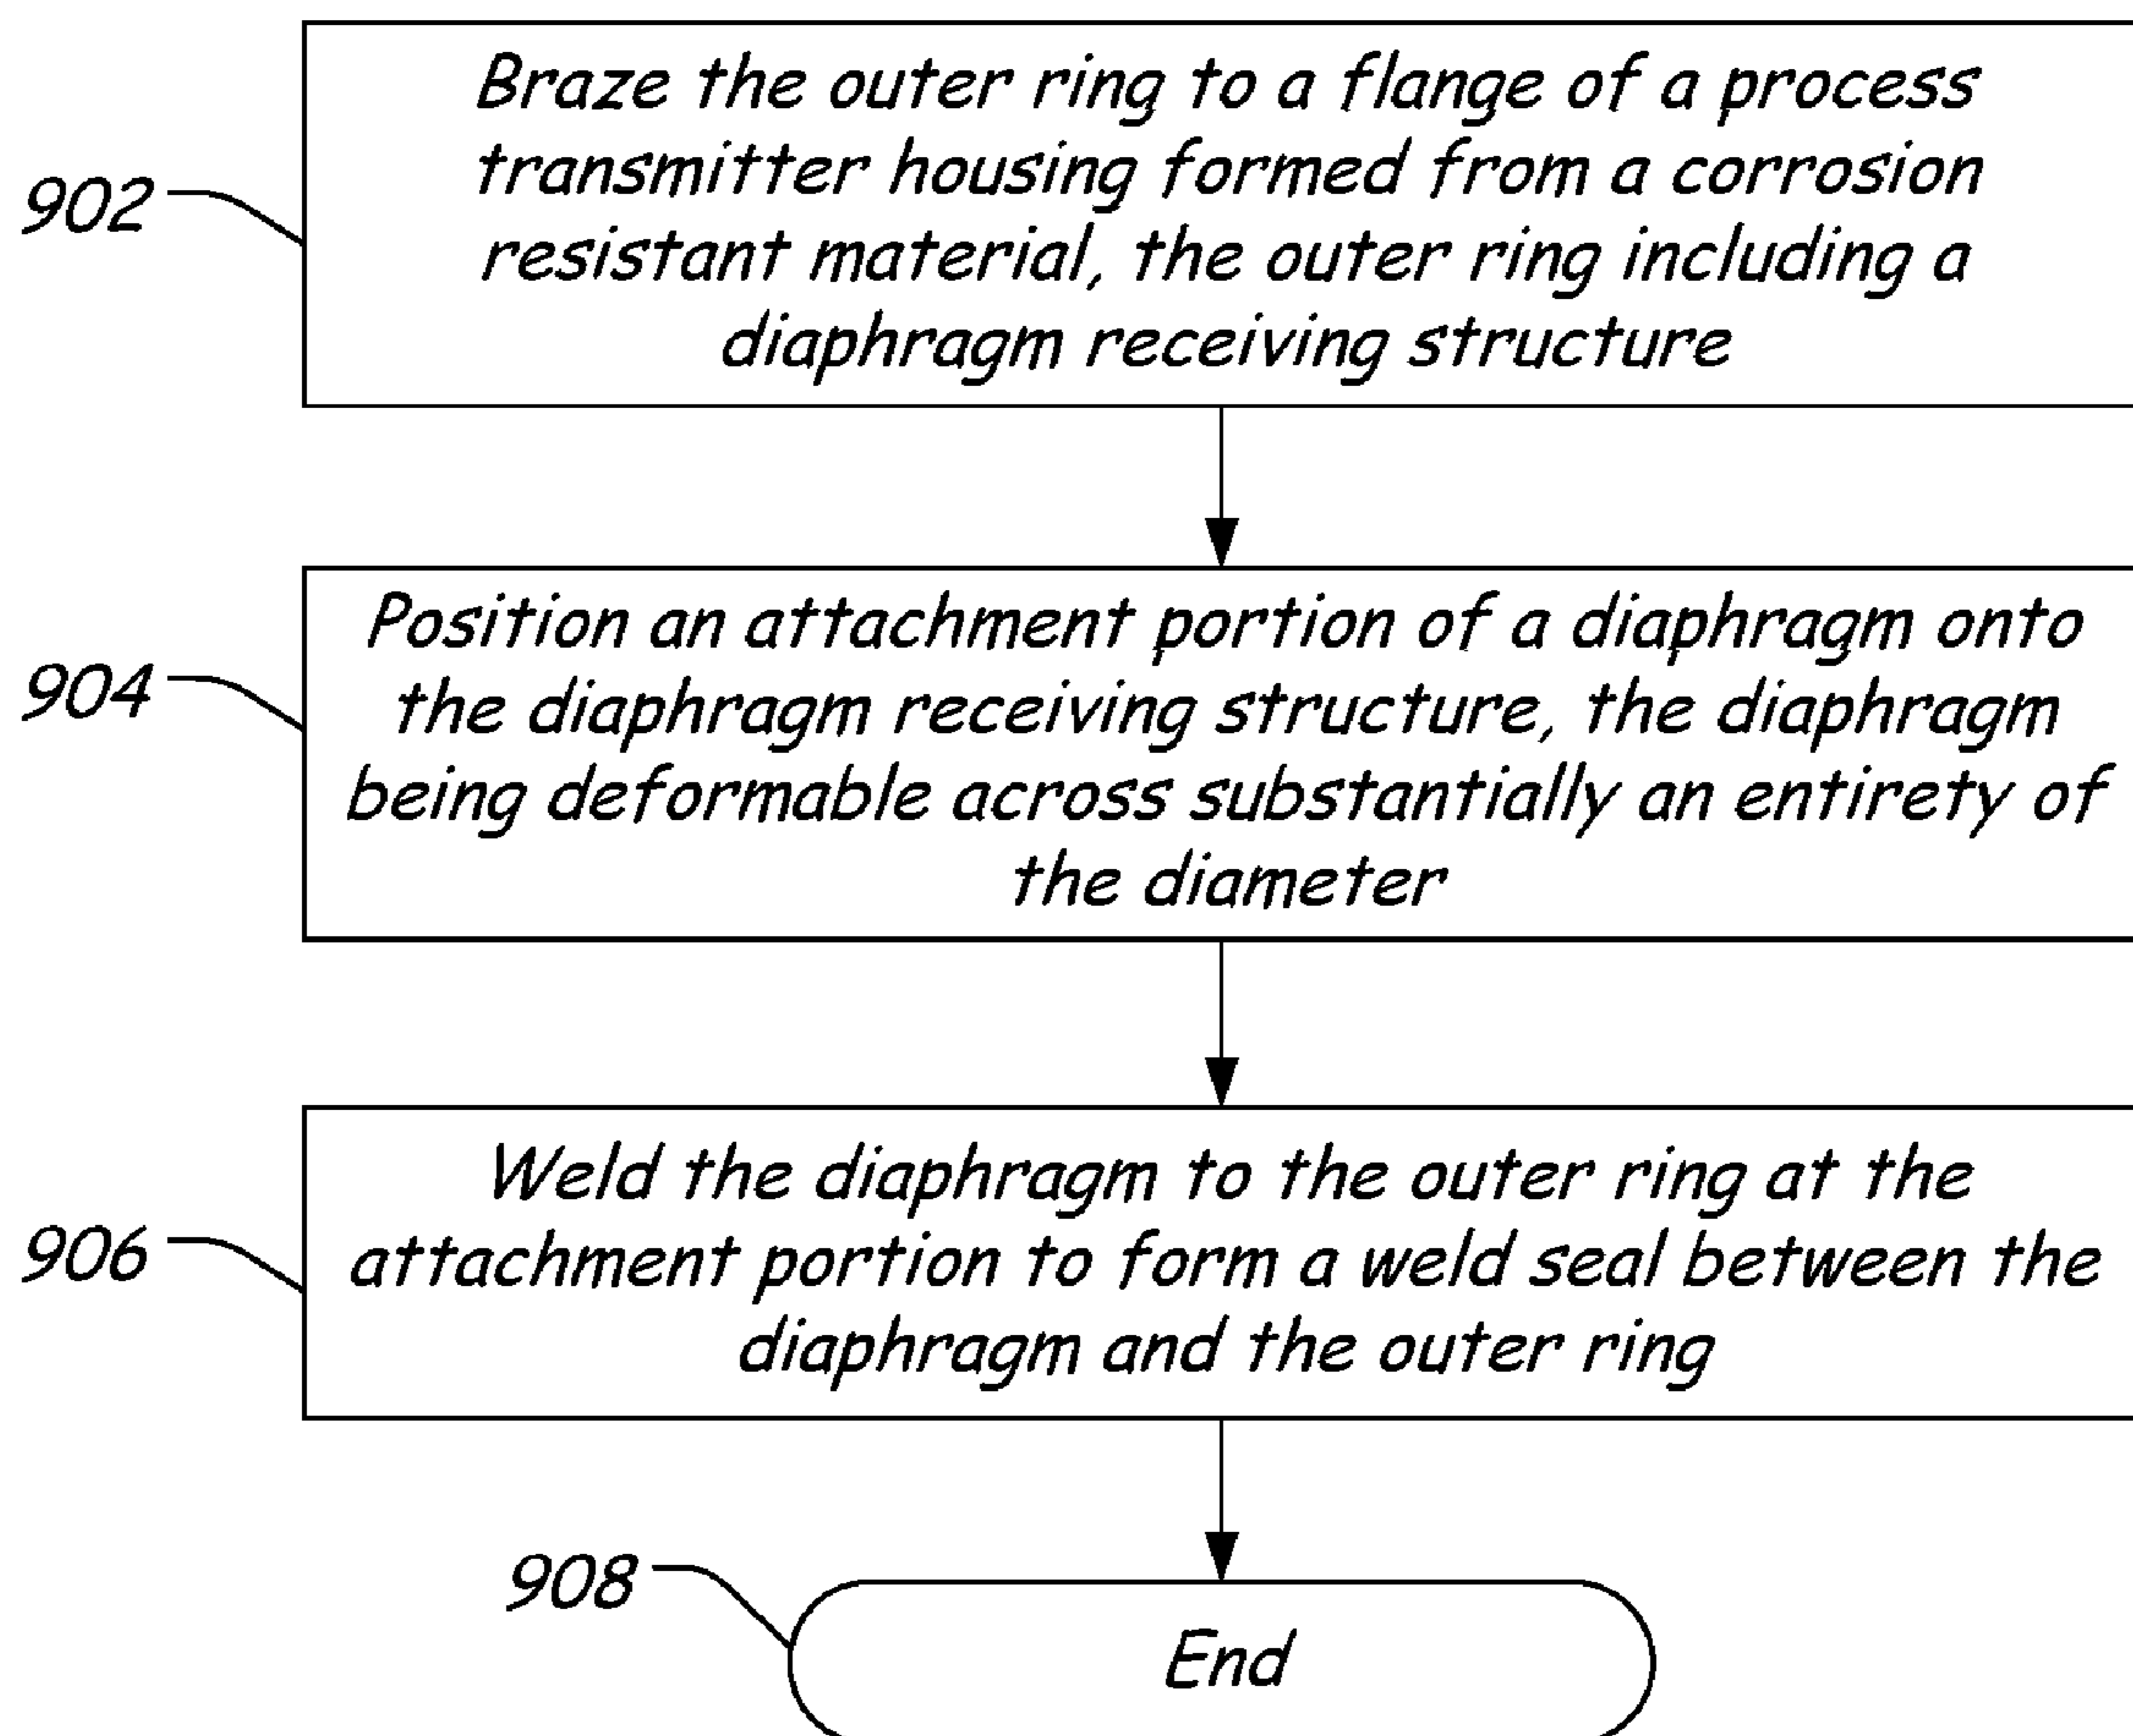 Braze the outer ring to a flange of a process
transmitter housing formed from a corrosion
902
resistant material, the outer ring including a
diaphragm receiving structure
Position an attachment portion of a diaphragm onto
904
the diaphragm receiving structure, the diaphragm
being deformable across substantially an entirety of
the diameter
Weld the diaphragm to the outer ring at the
906
attachment portion to form a weld seal between the
diaphragm and the outer ring
908
End